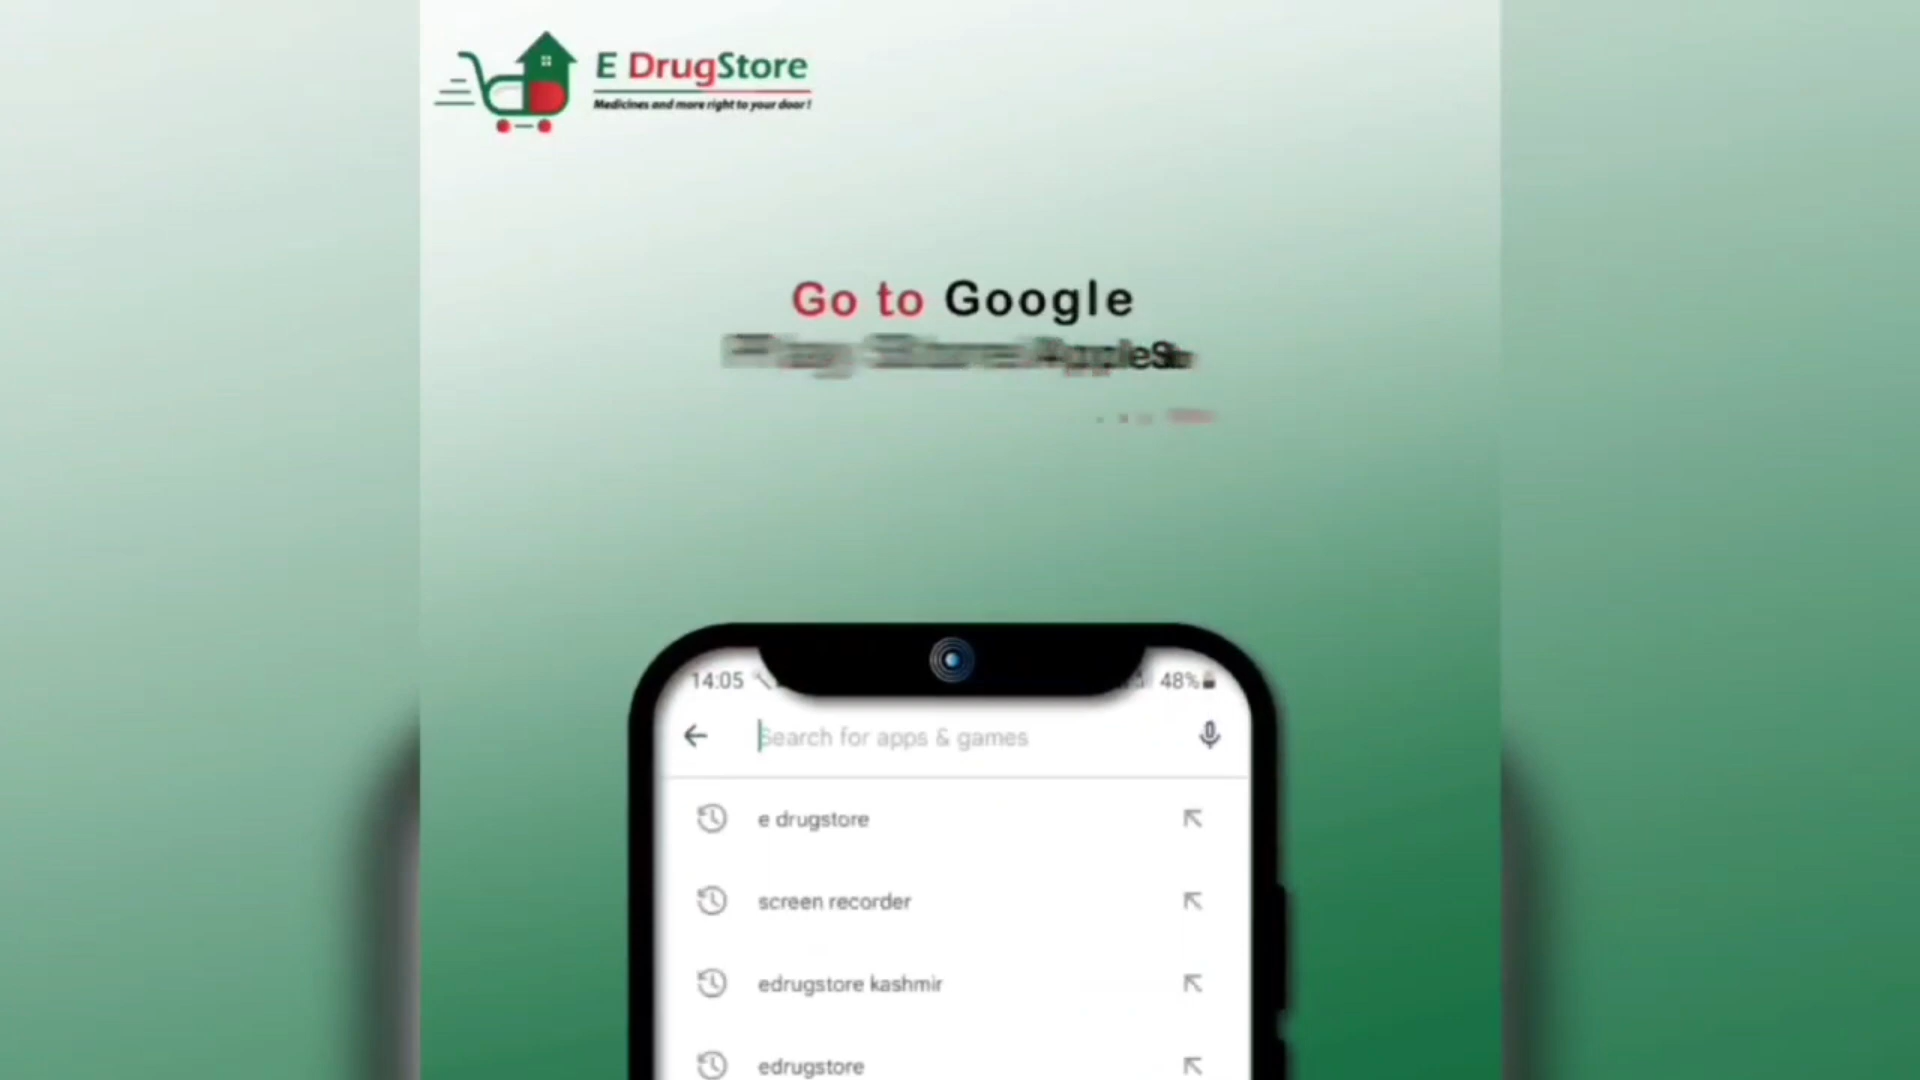 E DrugStore
Medicines and more right to your door !
Go to Google
14:05 48%
Search for apps & games
e drugstore
screen recorder
edrugstore kashmir
edrugstore